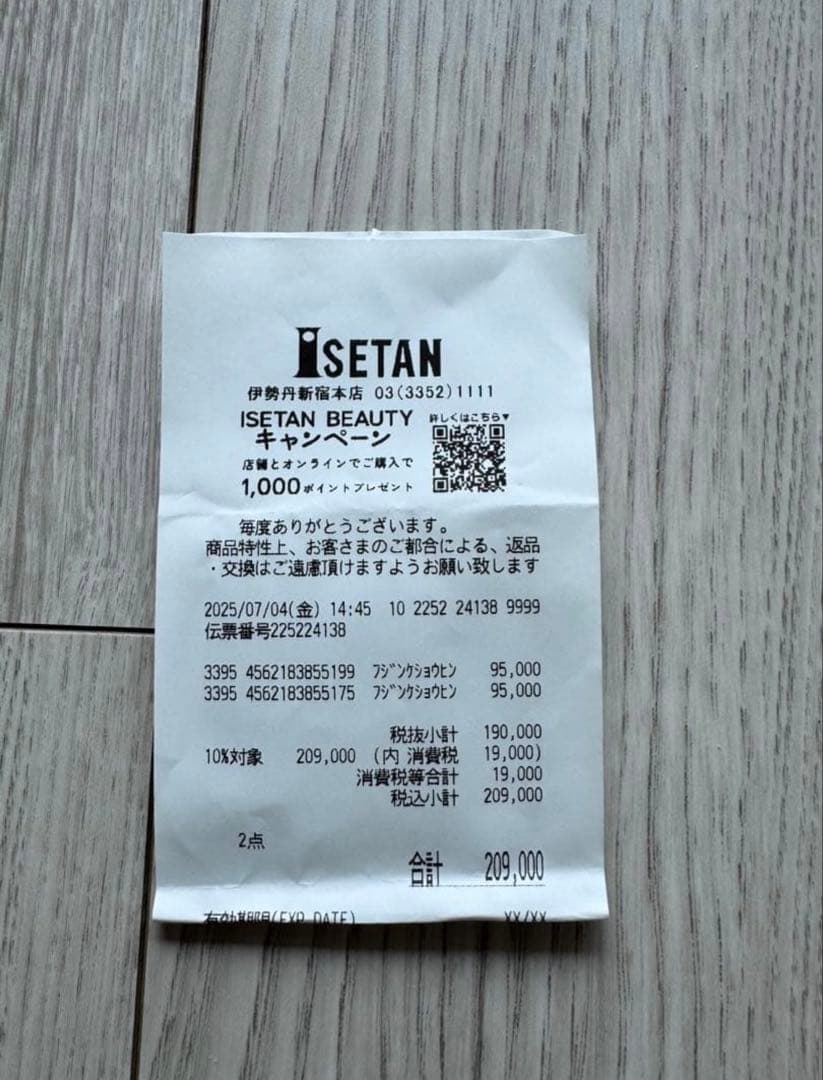 ISETAN
伊勢丹新宿本店 03(3352)1111
ISETAN BEAUTY
キャンペーン
詳しくはこちら▼
店舗とオンラインでご購入で
1,000ポイントプレゼント
毎度ありがとうございます。
商品特性上、お客さまのご都合による、返品
・交換はご遠慮頂けますようお願い致します
2025/07/04(金) 14:45 10 2252 24138 9999
伝票番号225224138
3395 4562183855199 フジンケショウヒン 95,000
3395 4562183855175 フジンケショウヒン 95,000
税抜小計 190,000
10%対象 209,000 (内 消費税 19,000)
消費税等合計 19,000
税込小計 209,000
2点
合計 209,000
有効期限(EXP DATE) XX/XX